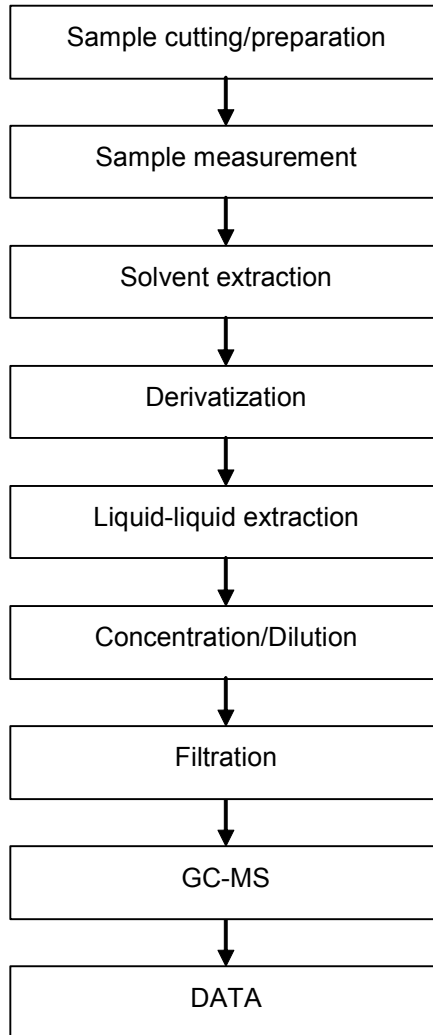 Sample cutting/preparation
Sample measurement
Solvent extraction
Derivatization
Liquid-liquid extraction
Concentration/Dilution
Filtration
GC-MS
DATA